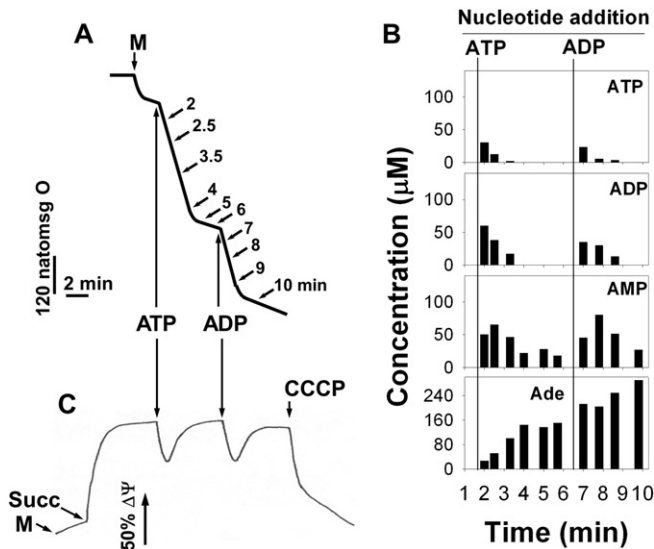 A
M
2
2.5
3.5
4
5
6
7
8
9
10 min
120 natomsg O
2 min
ATP
ADP
C
CCCP
Succ
M
50% ΔΨ
B
Nucleotide addition
ATP
ADP
Concentration (μM)
ATP
100
50
0
ADP
100
50
0
AMP
100
50
0
Ade
240
160
80
0
1 2 3 4 5 6 7 8 9 10
Time (min)